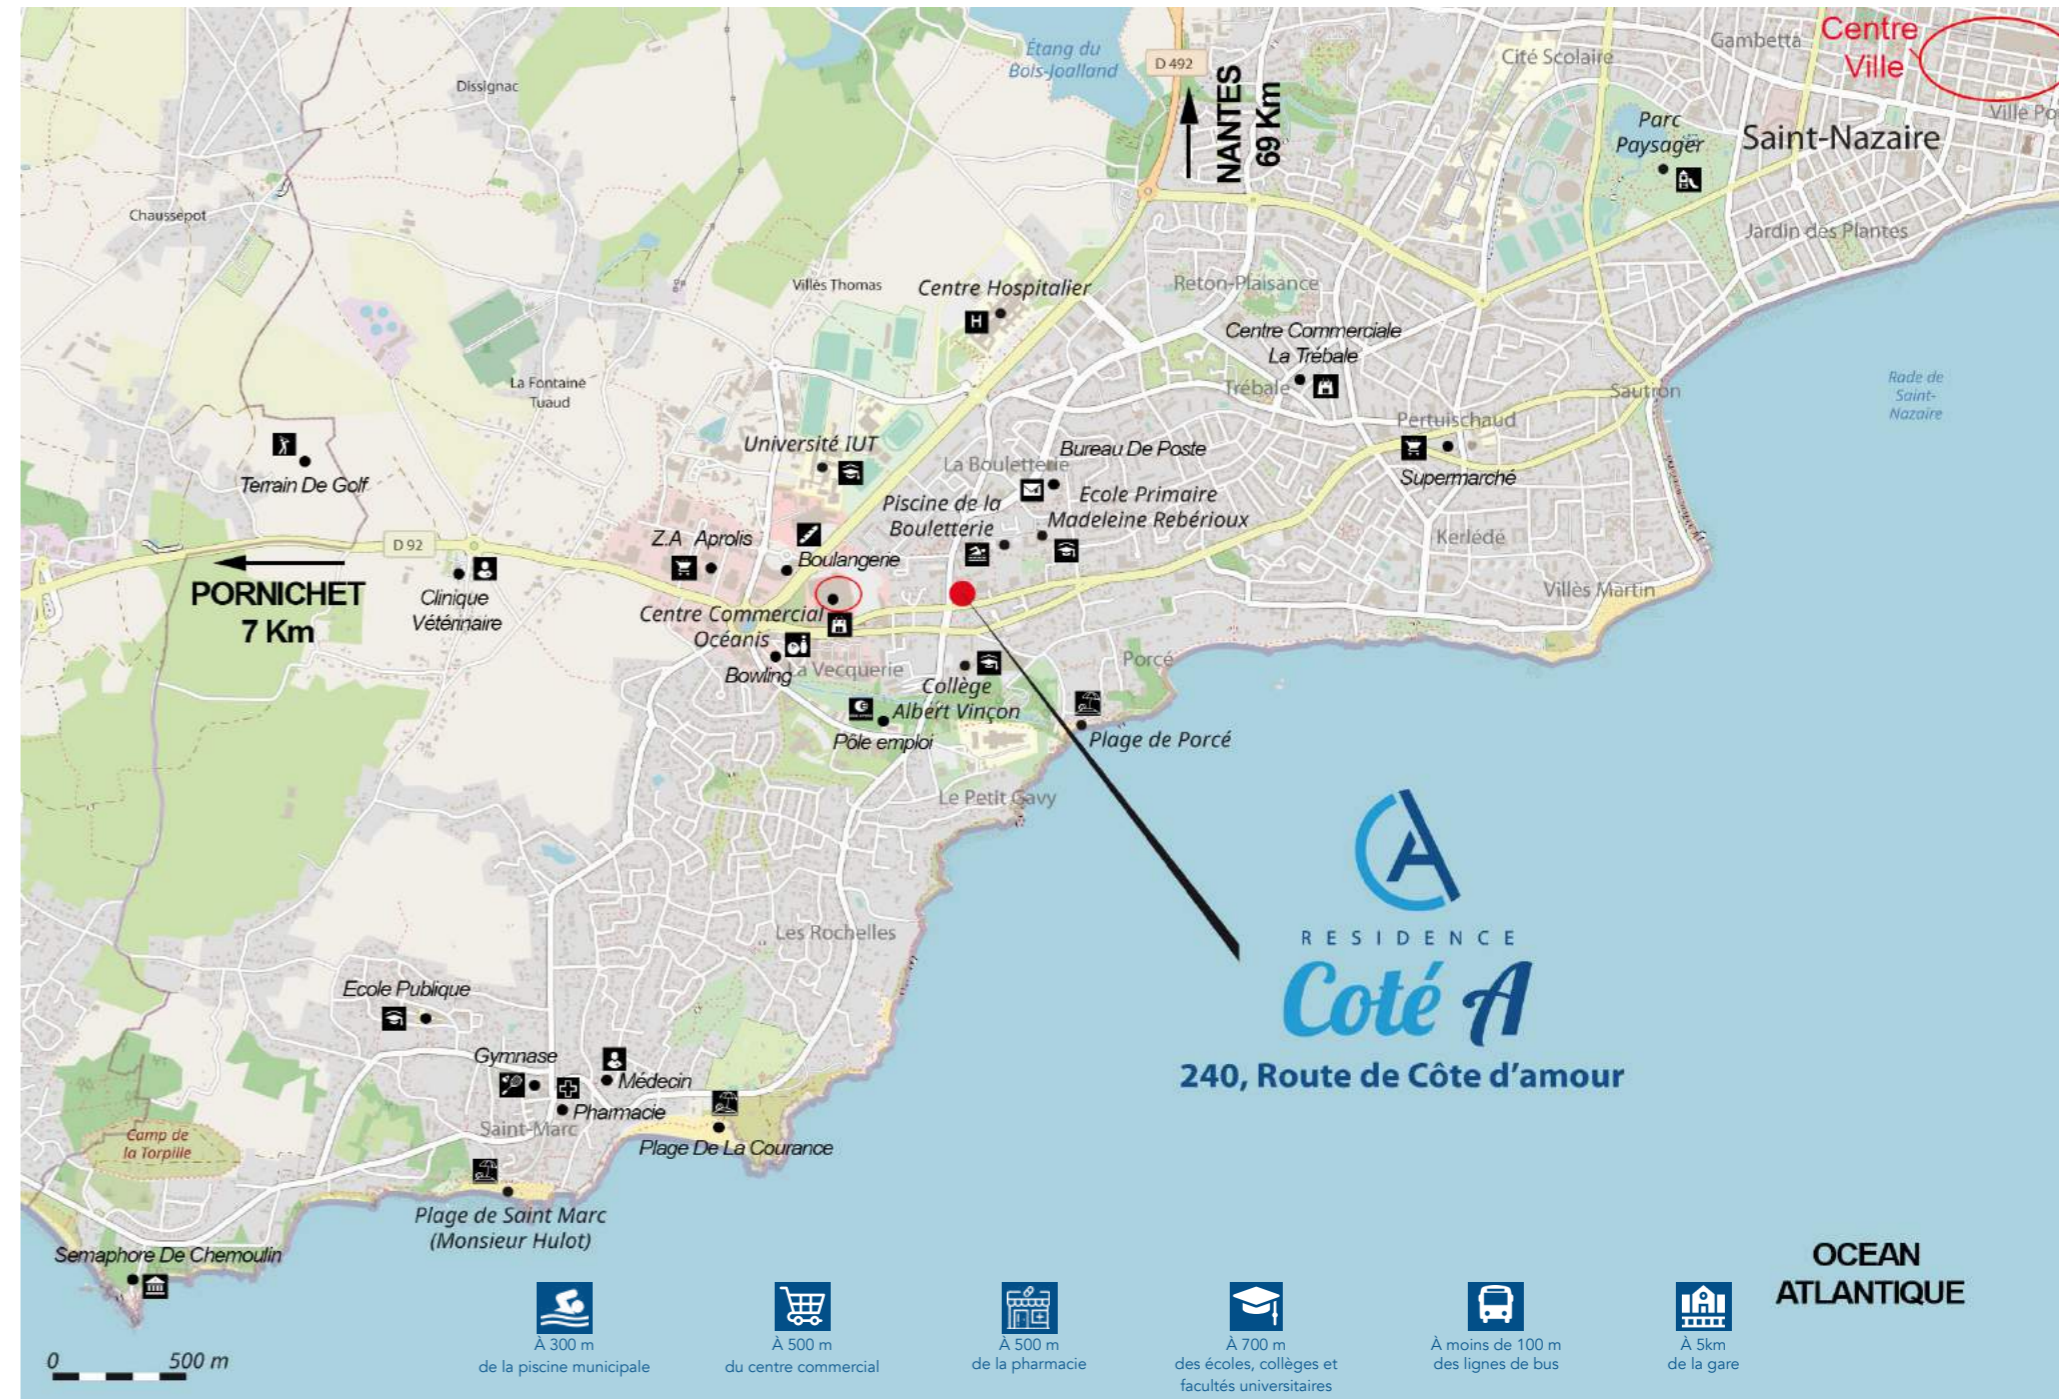 Centre
Ville
Gambetta
Cité Scolaire
Étang du
Bois-Joalland
D 492
NANTES
69 Km
Dissignac
Parc
Paysager
Saint-Nazaire
Ville Po
Chaussepot
Jardin des Plantes
Villès Thomas
Centre Hospitalier
H
Reton-Plaisance
Centre Commerciale
La Trébale
Trébale
La Fontaine
Tuaud
Rade de
Saint-
Nazaire
Sautron
Pertuischaud
Supermarché
Université IUT
Bureau De Poste
La Bouletterie
Terrain De Golf
Piscine de la
Bouletterie
Ecole Primaire
Madeleine Rebérioux
Kerlédé
D 92
Z.A Aprolis
Boulangerie
PORNICHET
7 Km
Clinique
Vétérinaire
Centre Commercial
Océanis
Villès Martin
Bowling
La Vecquerie
Porcé
Collège
Albert Vinçon
Pôle emploi
Plage de Porcé
Le Petit Gavy
Les Rochelles
RESIDENCE
Coté A
240, Route de Côte d'amour
Ecole Publique
Gymnase
Médecin
Pharmacie
Saint-Marc
Camp de
la Torpille
Plage De La Courance
Plage de Saint Marc
(Monsieur Hulot)
Semaphore De Chemoulin
OCEAN
ATLANTIQUE
À 300 m
de la piscine municipale
À 500 m
du centre commercial
À 500 m
de la pharmacie
À 700 m
des écoles, collèges et
facultés universitaires
À moins de 100 m
des lignes de bus
À 5km
de la gare
0 500 m